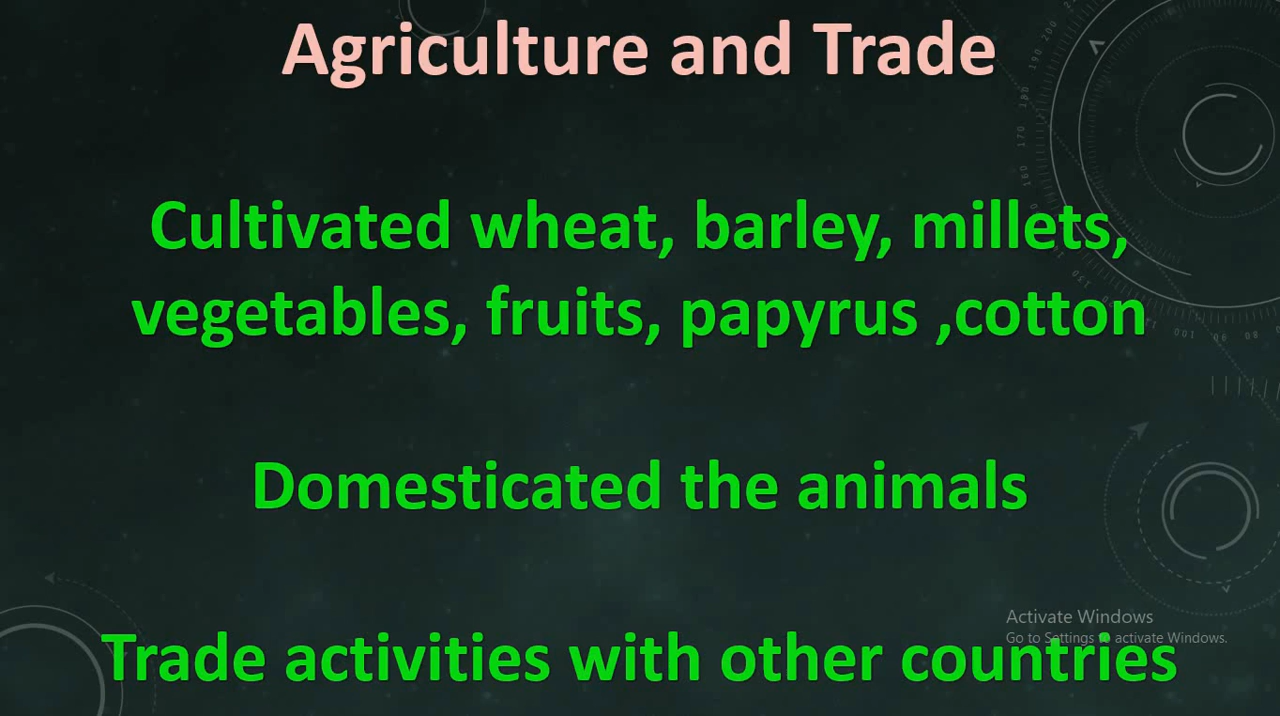 Agriculture and Trade
Cultivated wheat, barley, millets,
vegetables, fruits, papyrus ,cotton
Domesticated the animals
Activate Windows
Go to Settings to activate Windows.
Trade activities with other countries